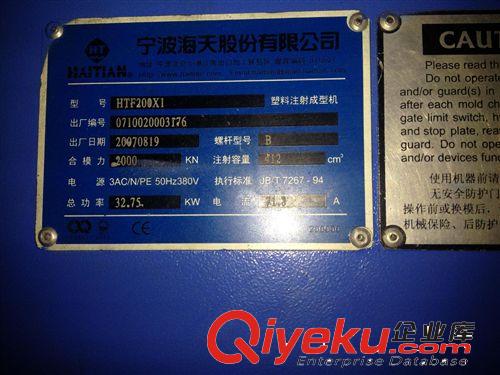 宁波海天股份有限公司
HT
HAITIAN
型 号 HTF200X1 塑料注射成型机
出厂编号 0710020003176
出厂日期 20070819 螺杆型号 B
合模力 2000 KN 注射容量 412 cm³
电 源 3AC/N/PE 50Hz380V 执行标准 JB/T 7267-94
总功率 32.75 KW 电 流 A
CAUT
Please read th
Do not operat
and/or guard(s) in
after each mold ch
gate limit switch, hy
and stop plate, rear
guard. Do not ope
and/or devices func
使用机器前请
无安全防护门
操作前或换模后，
机械保险、后防护
Qiyeku.com 企业库
Enterprise Database